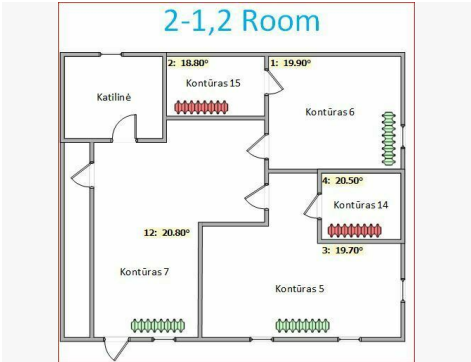 2-1,2 Room
2: 18.80°
1: 19.90°
Katilinė
Kontūras 15
Kontūras 6
4: 20.50°
Kontūras 14
12: 20.80°
3: 19.70°
Kontūras 7
Kontūras 5